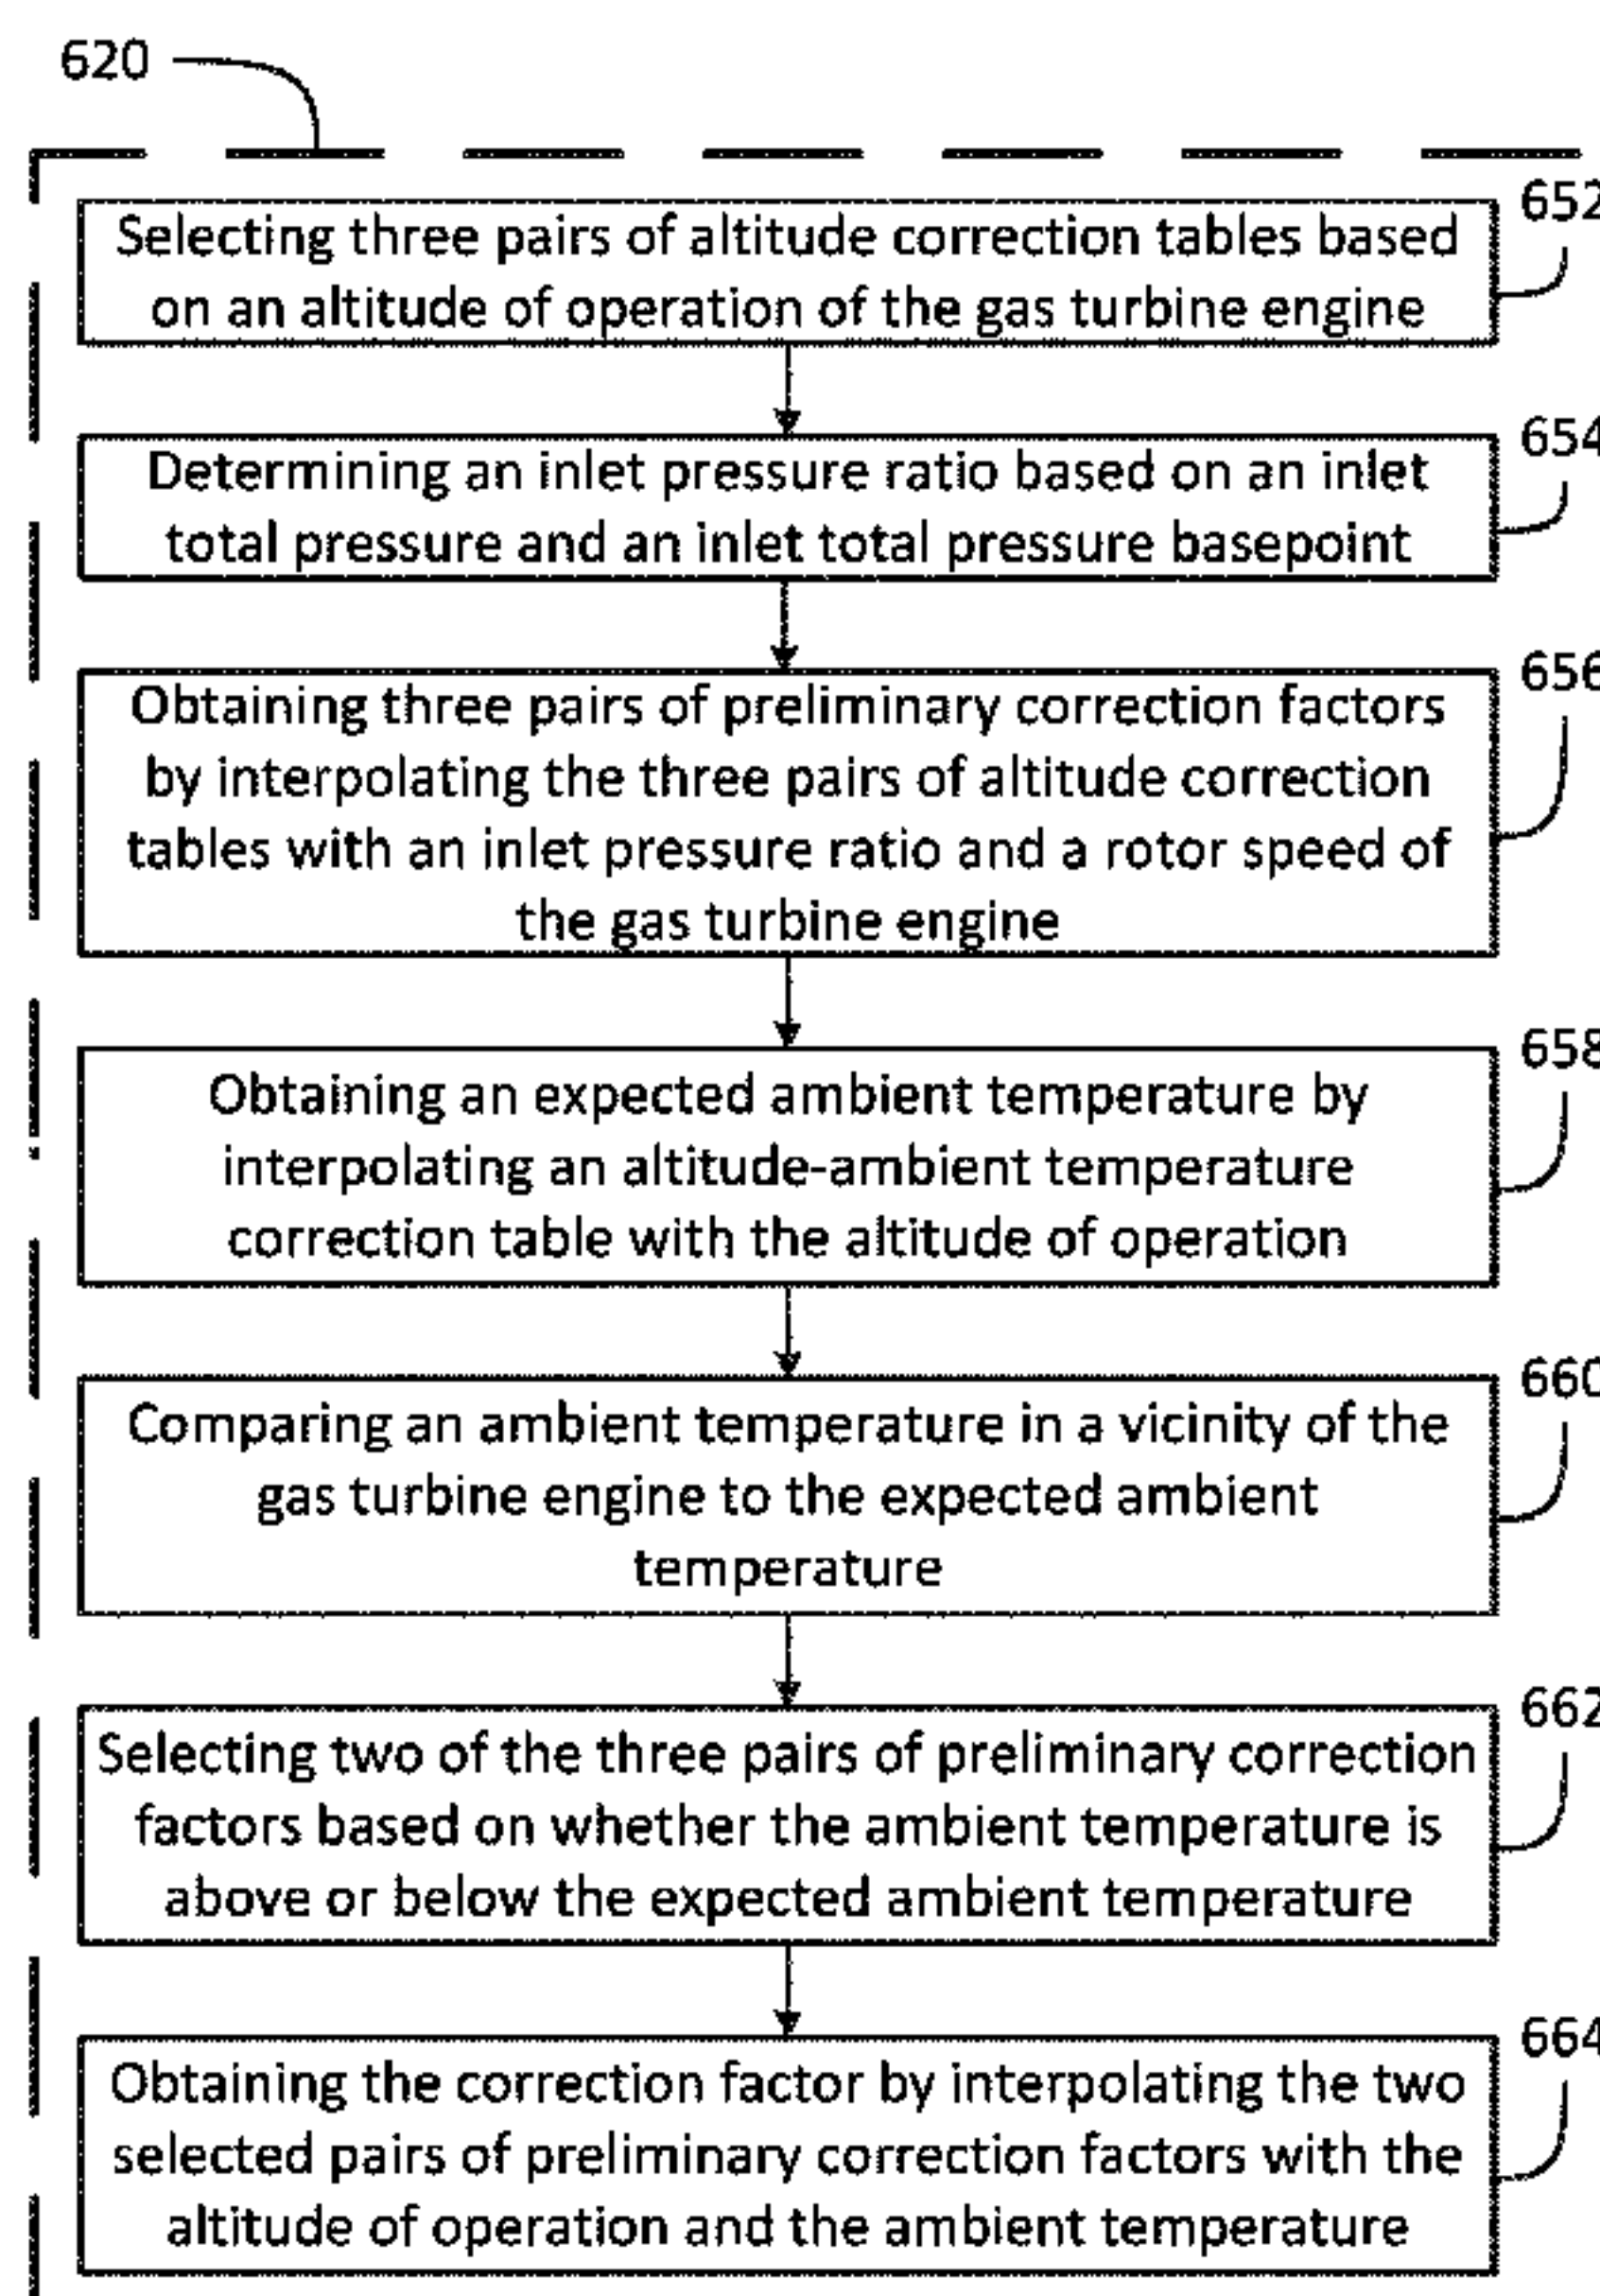 620
652
Selecting three pairs of altitude correction tables based
on an altitude of operation of the gas turbine engine
654
Determining an inlet pressure ratio based on an inlet
total pressure and an inlet total pressure basepoint
656
Obtaining three pairs of preliminary correction factors
by interpolating the three pairs of altitude correction
tables with an inlet pressure ratio and a rotor speed of
the gas turbine engine
658
Obtaining an expected ambient temperature by
interpolating an altitude-ambient temperature
correction table with the altitude of operation
660
Comparing an ambient temperature in a vicinity of the
gas turbine engine to the expected ambient
temperature
662
Selecting two of the three pairs of preliminary correction
factors based on whether the ambient temperature is
above or below the expected ambient temperature
664
Obtaining the correction factor by interpolating the two
selected pairs of preliminary correction factors with the
altitude of operation and the ambient temperature